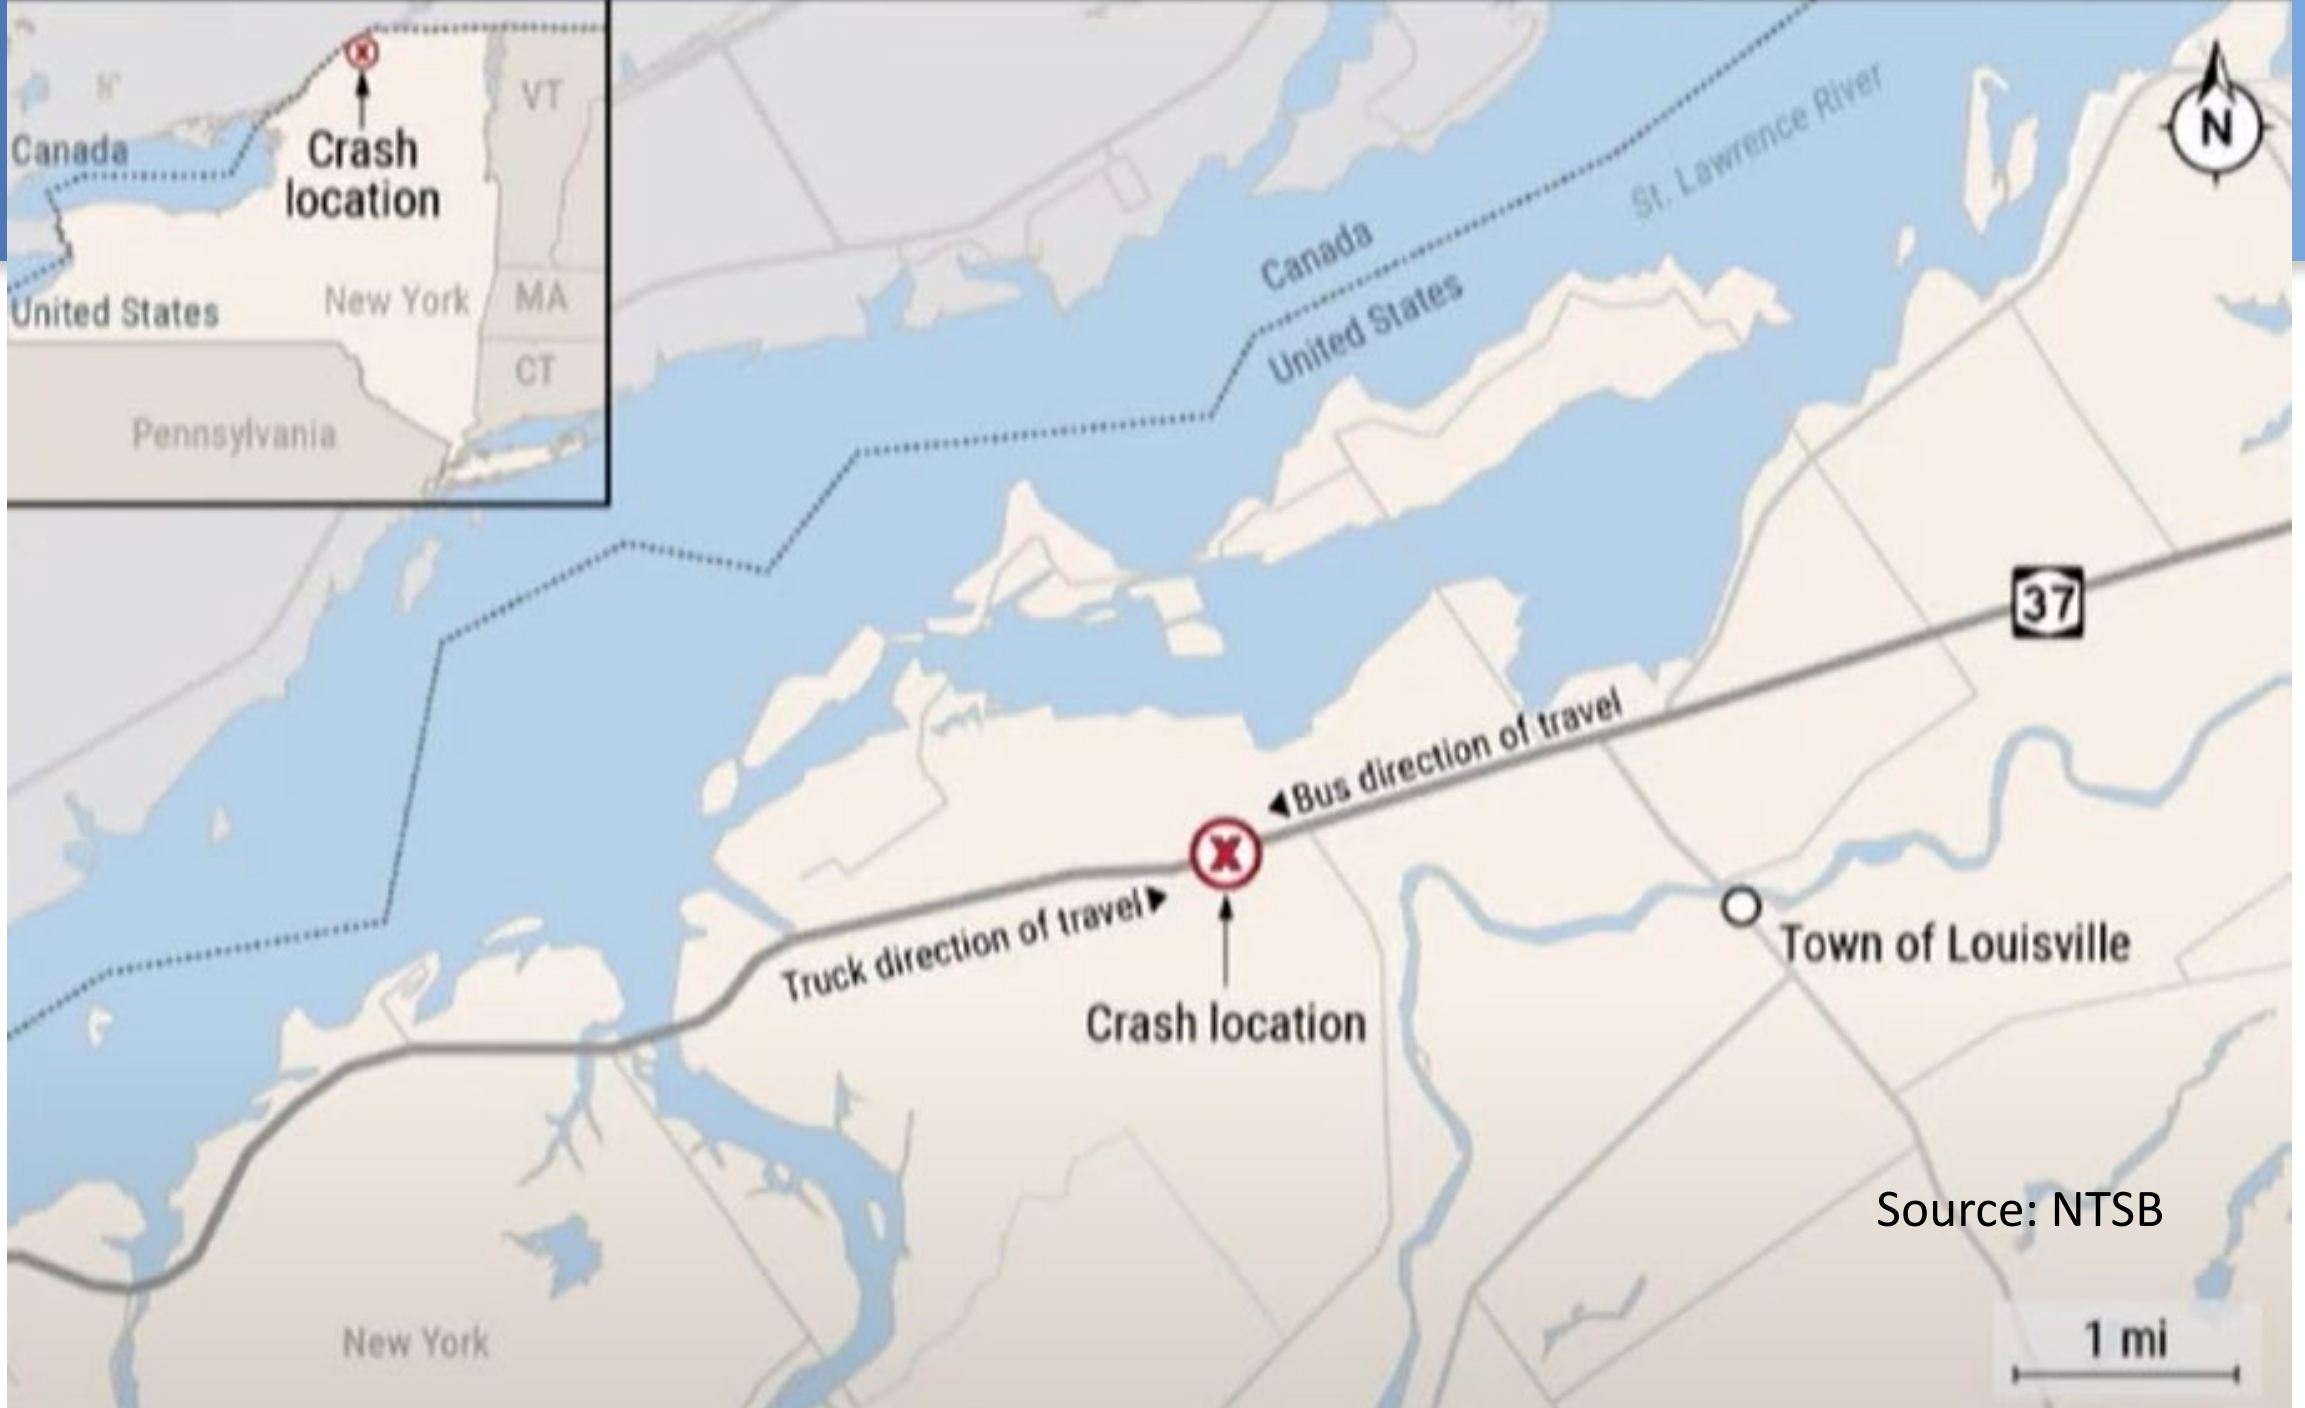 Canada
VT
Crash
location
United States
New York
MA
CT
Pennsylvania
N
St. Lawrence River
Canada
United States
37
Bus direction of travel
X
Truck direction of travel
Crash location
Town of Louisville
Source: NTSB
New York
1 mi